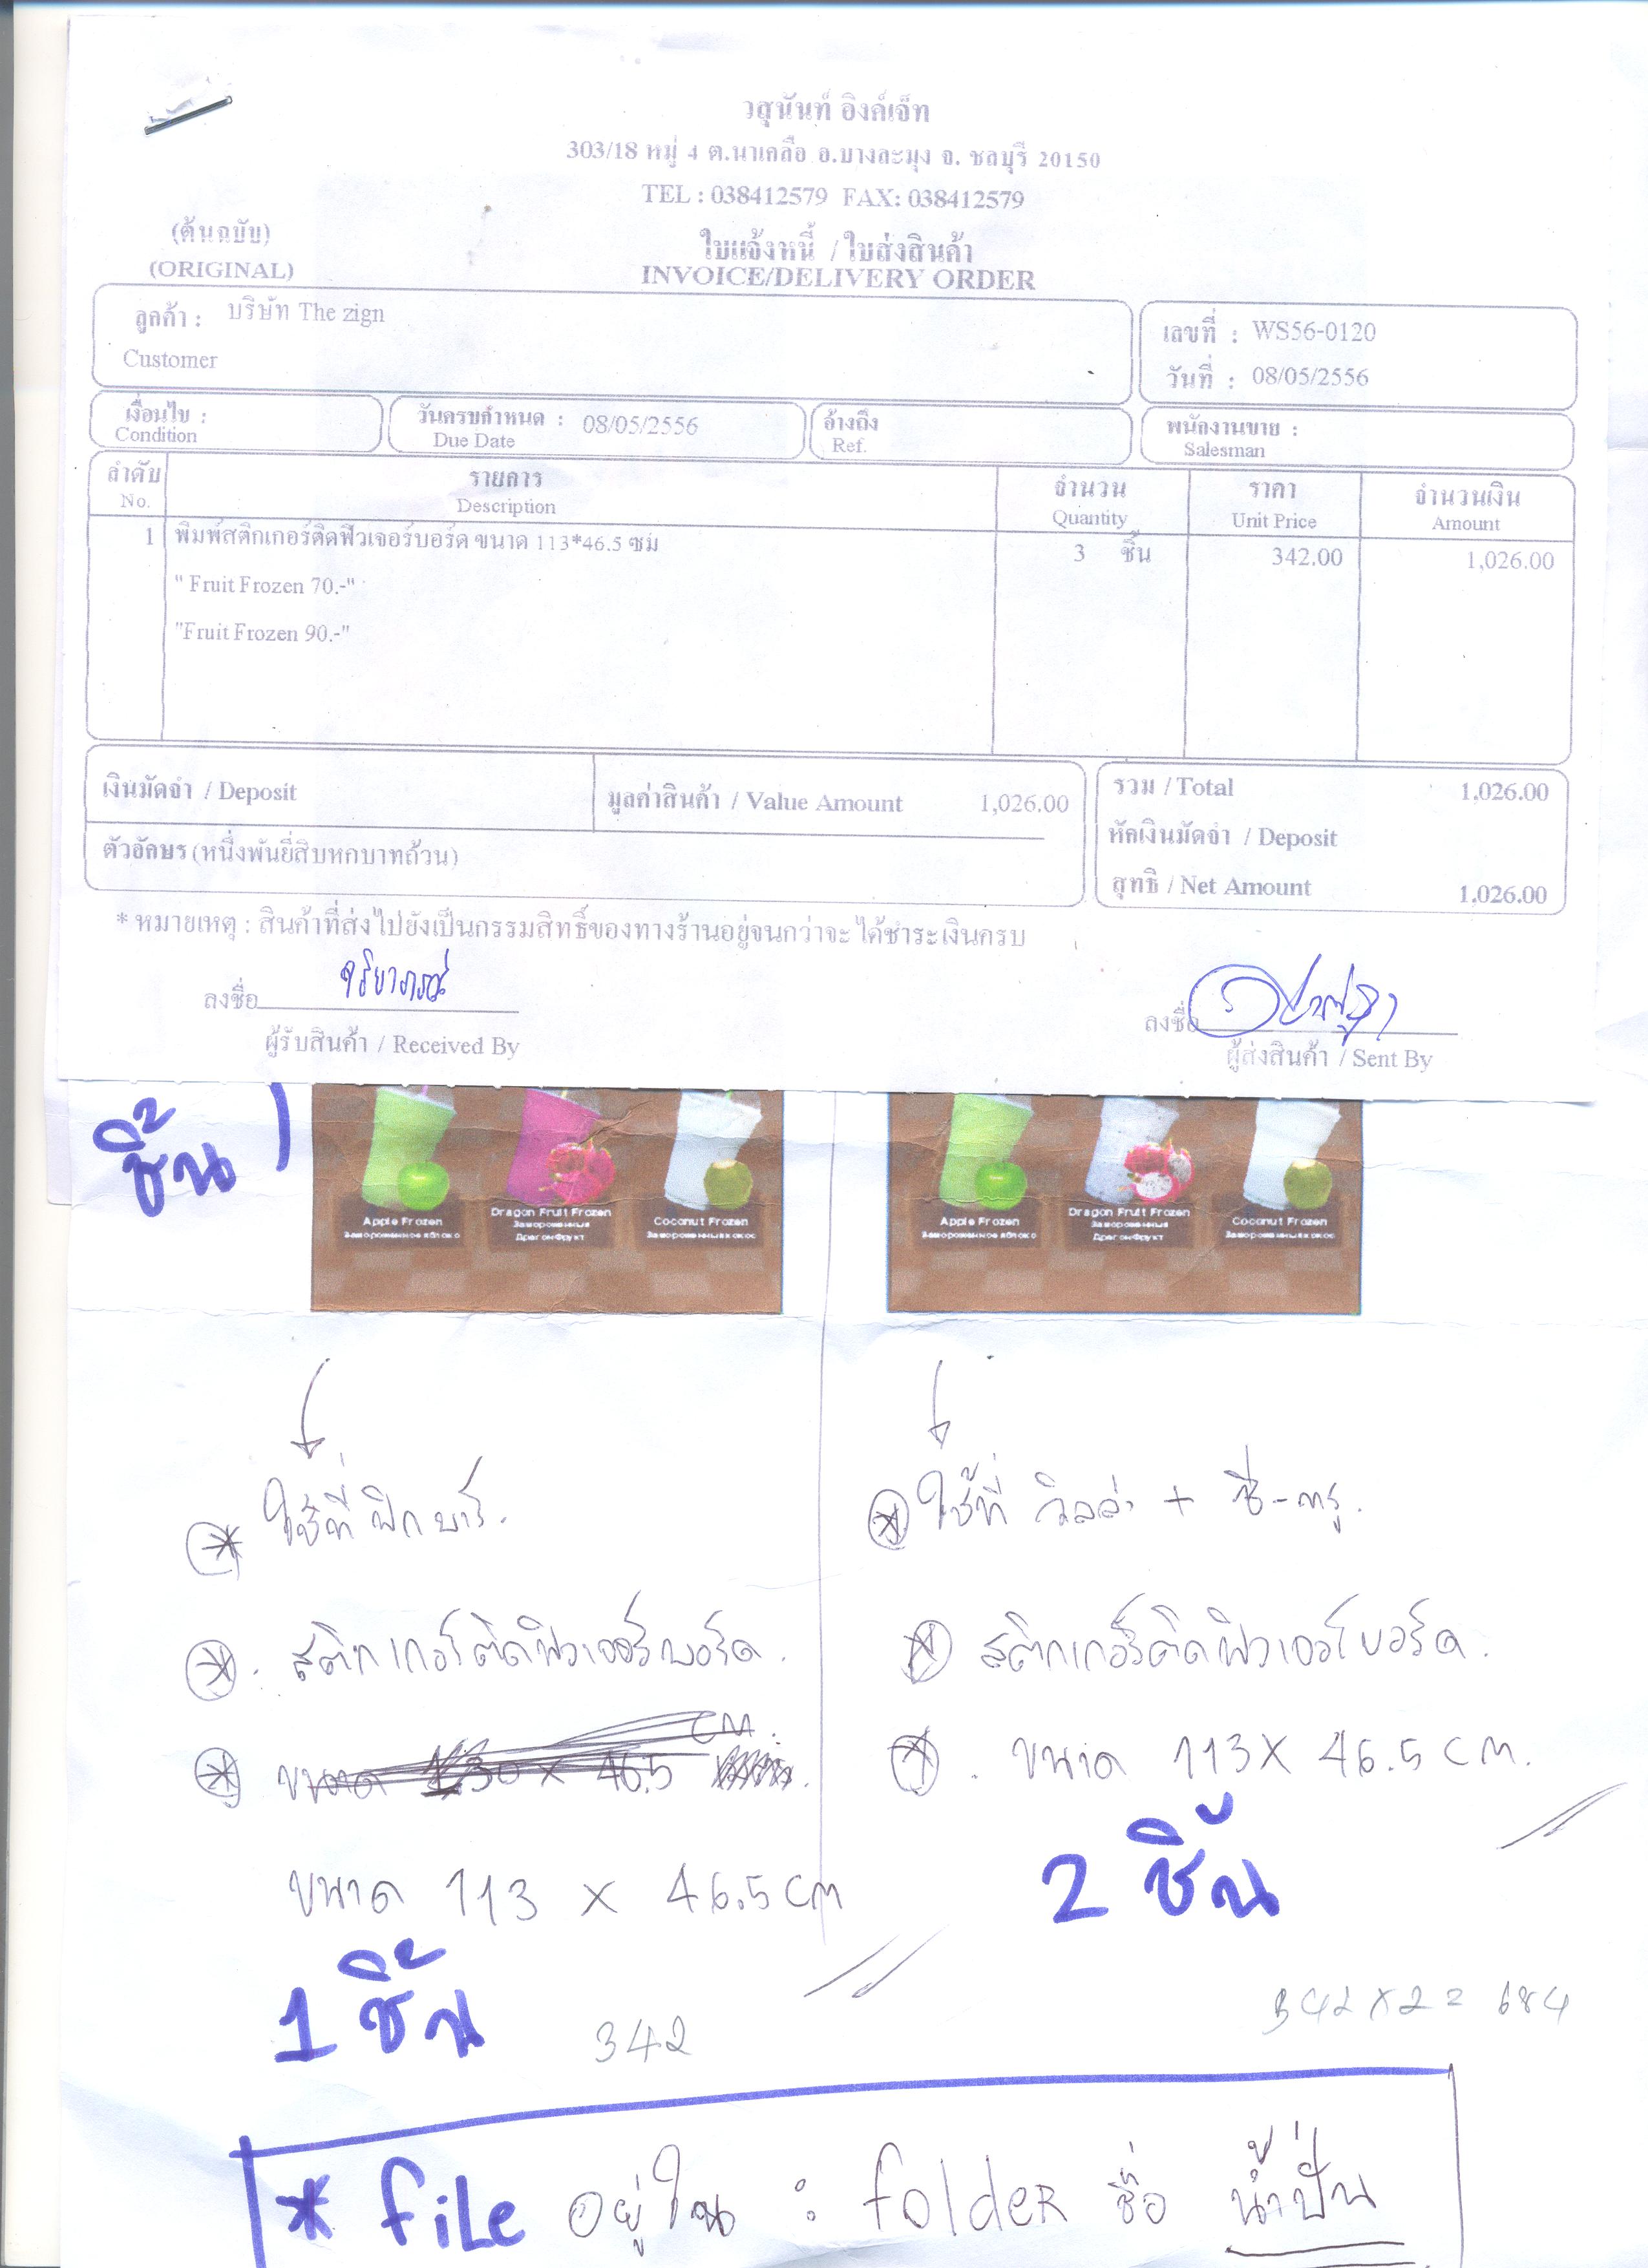 วสุนันท์ อิงค์เจ็ท
303/18 หมู่ 4 ต.นาเกลือ อ.บางละมุง จ. ชลบุรี 20150
TEL : 038412579 FAX: 038412579
(ต้นฉบับ)
(ORIGINAL)
ใบแจ้งหนี้ / ใบส่งสินค้า
INVOICE/DELIVERY ORDER
ลูกค้า : บริษัท The zign
Customer
เลขที่ : WS56-0120
วันที่ : 08/05/2556
เงื่อนไข :
Condition
วันครบกำหนด : 08/05/2556
Due Date
อ้างถึง
Ref.
พนักงานขาย :
Salesman
ลำดับ รายการ จำนวน ราคา จำนวนเงิน
No. Description Quantity Unit Price Amount
1 พิมพ์สติกเกอร์ติดฟิวเจอร์บอร์ด ขนาด 113*46.5 ซม 3 ชิ้น 342.00 1,026.00
" Fruit Frozen 70.-"
"Fruit Frozen 90.-"
เงินมัดจำ / Deposit
มูลค่าสินค้า / Value Amount 1,026.00
ตัวอักษร (หนึ่งพันยี่สิบหกบาทถ้วน)
รวม / Total 1,026.00
หักเงินมัดจำ / Deposit
สุทธิ / Net Amount 1,026.00
* หมายเหตุ : สินค้าที่ส่งไปยังเป็นกรรมสิทธิ์ของทางร้านอยู่จนกว่าจะได้ชำระเงินครบ
ลงชื่อ
ผู้รับสินค้า / Received By
ลงชื่อ
ผู้ส่งสินค้า / Sent By
ชิ้น
Apple Frozen
Замороженное яблоко
Dragon Fruit Frozen
Замороженный
Драгонфрукт
Coconut Frozen
Замороженный кокос
Apple Frozen
Замороженное яблоко
Dragon Fruit Frozen
Замороженный
Драгонфрукт
Coconut Frozen
Замороженный кокос
* ใช้ที่ ฟิกบาร์.
* สติกเกอร์ติดฟิวเจอร์บอร์ด.
* ขนาด 130 x 46.5 CM.
ขนาด 113 x 46.5 cm
1 ชิ้น
342
* ใช้ที่ วิลล่า + ซี-ทรู.
* สติกเกอร์ติดฟิวเจอร์บอร์ด.
* ขนาด 113 x 46.5 cm.
2 ชิ้น
342 x 2 = 684
* file อยู่ใน : folder ชื่อ น้ำปั่น